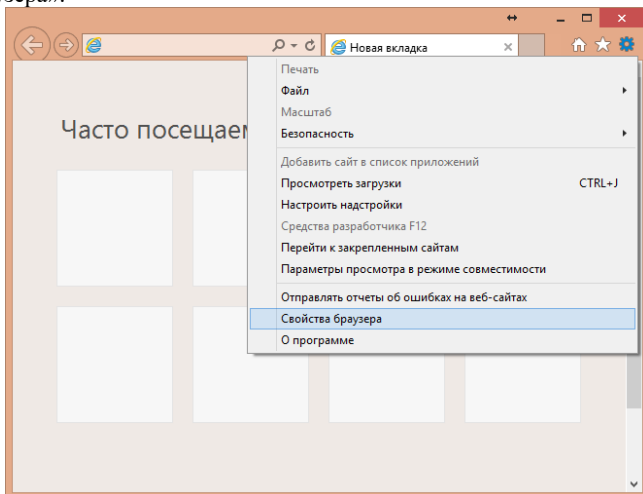 зера».
Новая вкладка
Печать
Файл
Масштаб
Часто посещаем
Безопасность
Добавить сайт в список приложений
Просмотреть загрузки CTRL+J
Настроить надстройки
Средства разработчика F12
Перейти к закрепленным сайтам
Параметры просмотра в режиме совместимости
Отправлять отчеты об ошибках на веб-сайтах
Свойства браузера
О программе